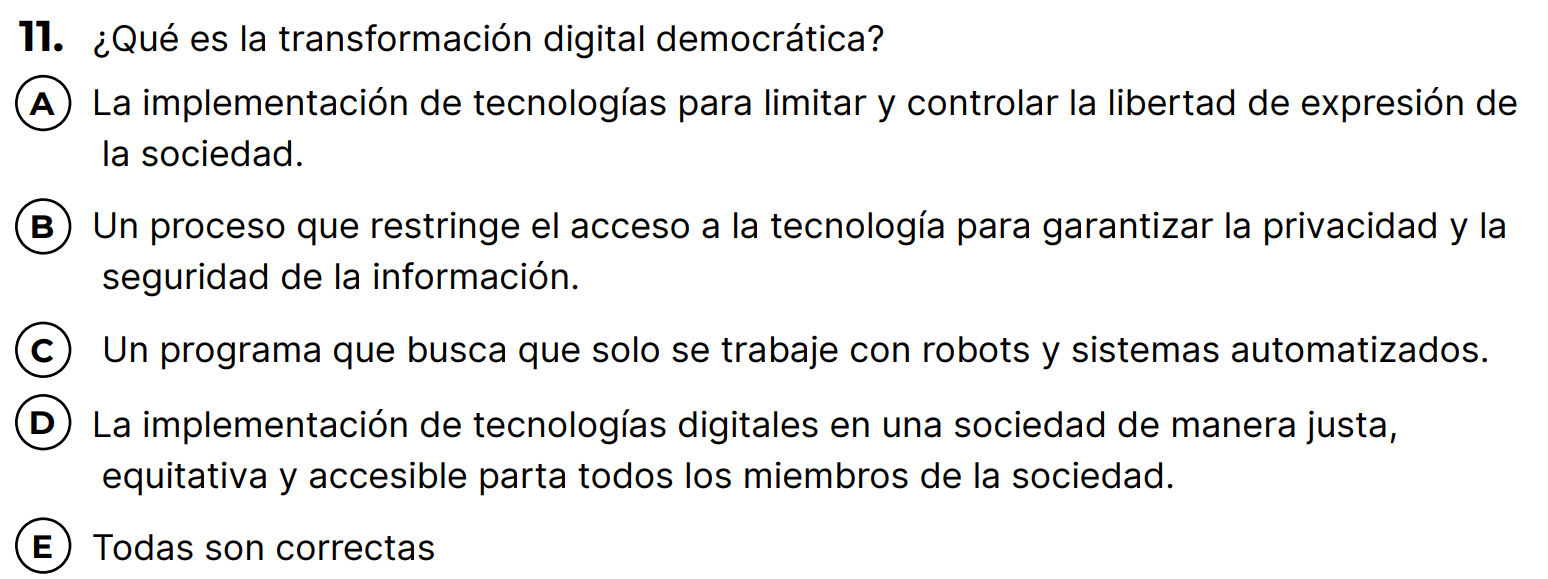 11. ¿Qué es la transformación digital democrática?
A La implementación de tecnologías para limitar y controlar la libertad de expresión de
la sociedad.
B Un proceso que restringe el acceso a la tecnología para garantizar la privacidad y la
seguridad de la información.
C Un programa que busca que solo se trabaje con robots y sistemas automatizados.
D La implementación de tecnologías digitales en una sociedad de manera justa,
equitativa y accesible parta todos los miembros de la sociedad.
E Todas son correctas